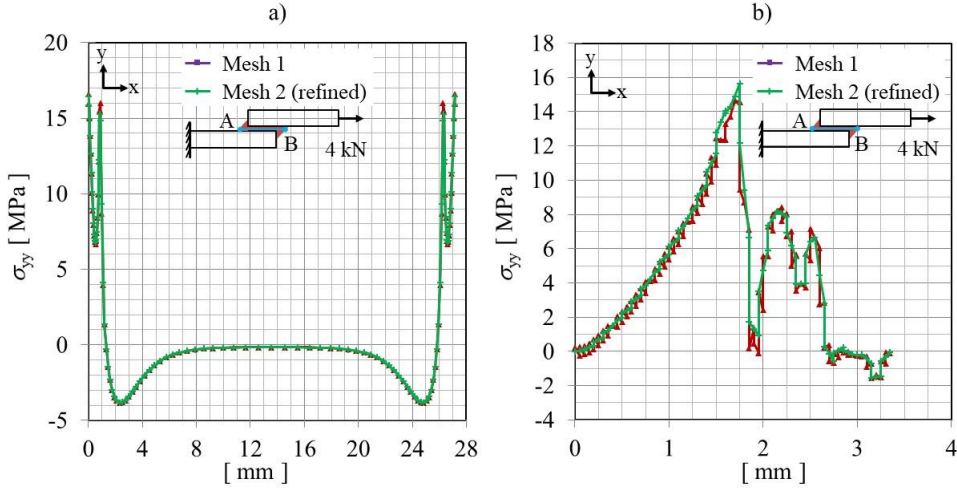 a)
20
15
10
5
0
-5
σyy [ MPa]
y
x
Mesh 1
Mesh 2 (refined)
A
B
4 kN
0 4 8 12 16 20 24 28
[ mm ]
b)
18
16
14
12
10
8
6
4
2
0
-2
-4
σyy [ MPa]
y
x
Mesh 1
Mesh 2 (refined)
A
B
4 kN
0 1 2 3 4
[ mm ]